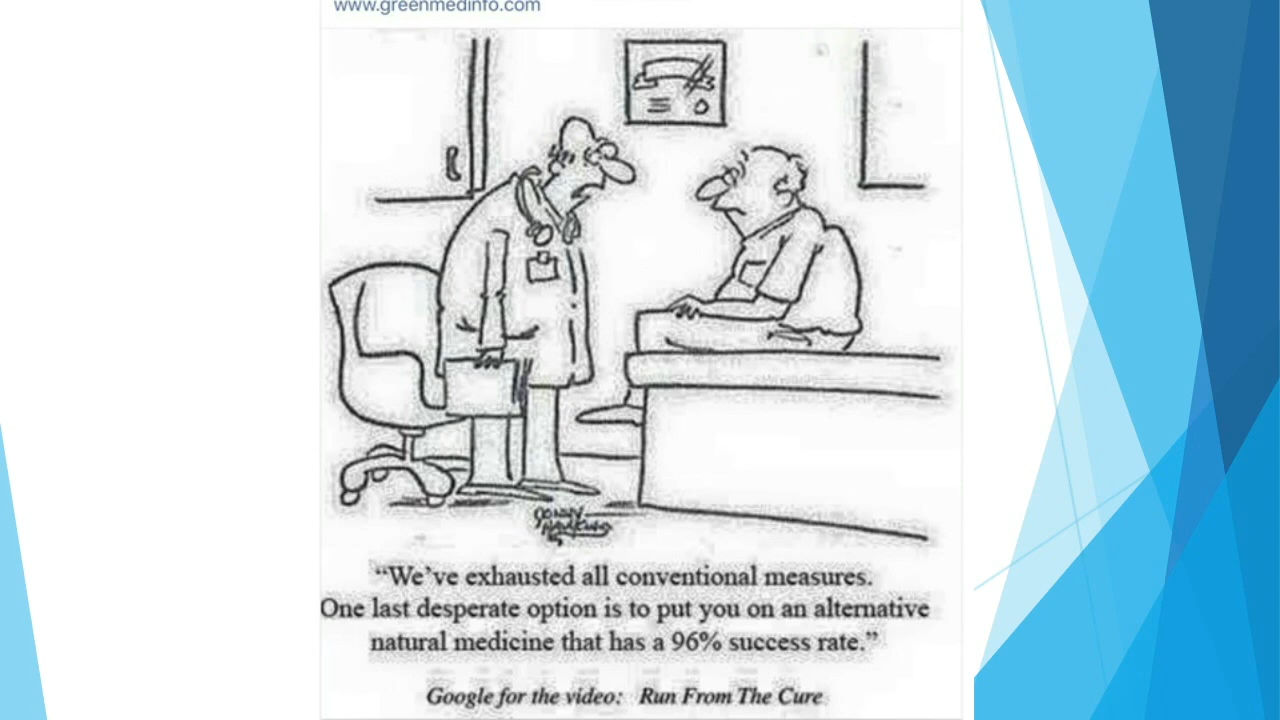 www.greenmedinfo.com
“We’ve exhausted all conventional measures.
One last desperate option is to put you on an alternative
natural medicine that has a 96% success rate.”
Google for the video: Run From The Cure